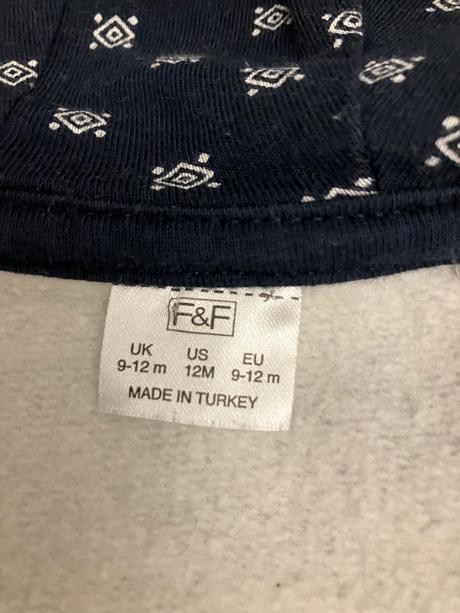 F&F
UK US EU
9-12 m 12M 9-12 m
MADE IN TURKEY